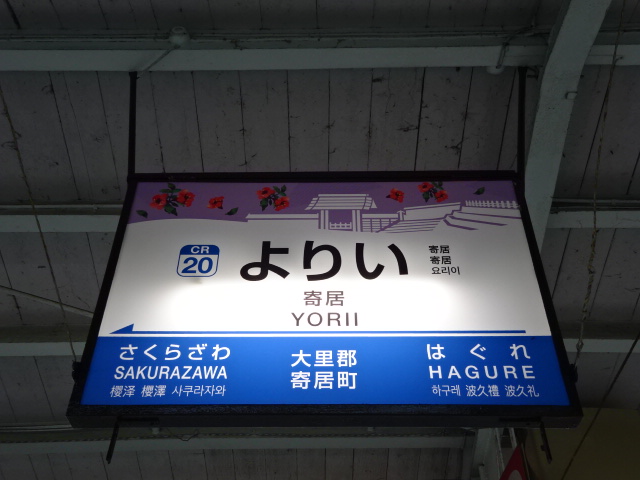 CR
20
よりい
寄居
寄居
요리이
寄居
YORII
さくらざわ
SAKURAZAWA
櫻泽 櫻澤 사쿠라자와
大里郡
寄居町
はぐれ
HAGURE
하구레 波久禮 波久礼